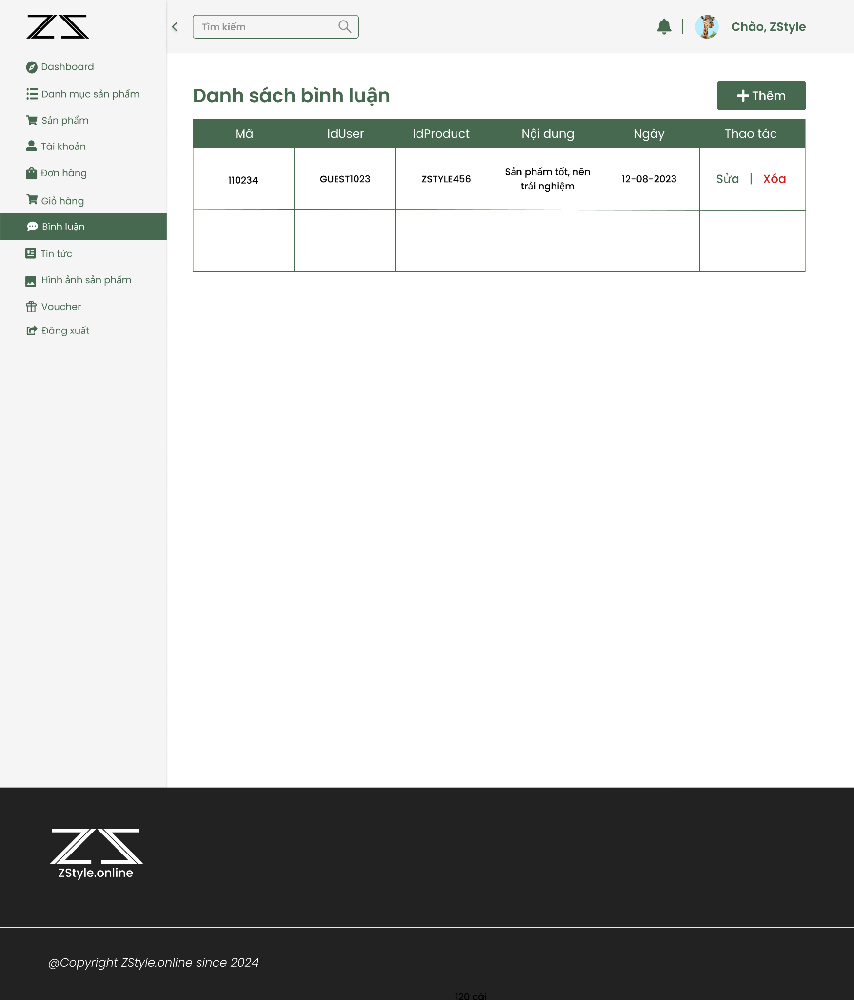 ZS
Tìm kiếm
Chào, ZStyle
Dashboard
Danh mục sản phẩm
Sản phẩm
Tài khoản
Đơn hàng
Giỏ hàng
Bình luận
Tin tức
Hình ảnh sản phẩm
Voucher
Đăng xuất
Danh sách bình luận
Thêm
Mã IdUser IdProduct Nội dung Ngày Thao tác
110234 GUEST1023 ZSTYLE456 Sản phẩm tốt, nên
trải nghiệm
12-08-2023 Sửa | Xóa
ZS
ZStyle.online
@Copyright ZStyle.online since 2024
120 cái